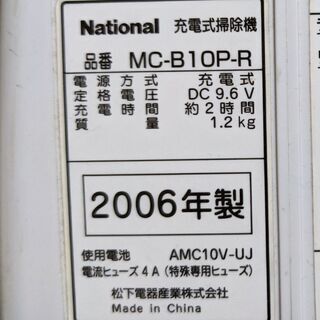 National 充電式掃除機
品番 MC-B10P-R
電源方式 充電式
定格電圧 DC 9.6 V
充電時間 約2時間
質量 1.2 kg
2006年製
使用電池 AMC10V-UJ
電流ヒューズ 4 A (特殊専用ヒューズ)
松下電器産業株式会社
Made in China